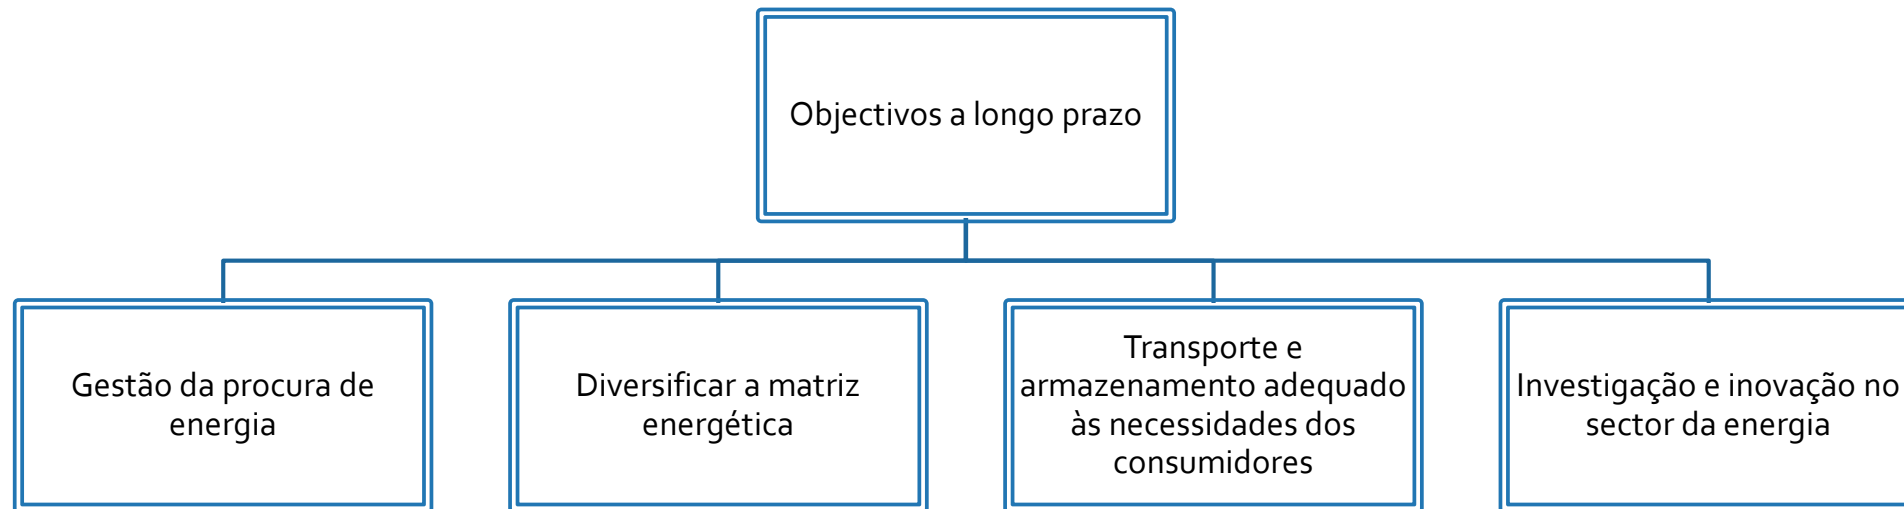 Objectivos a longo prazo
Gestão da procura de
energia
Diversificar a matriz
energética
Transporte e
armazenamento adequado
às necessidades dos
consumidores
Investigação e inovação no
sector da energia